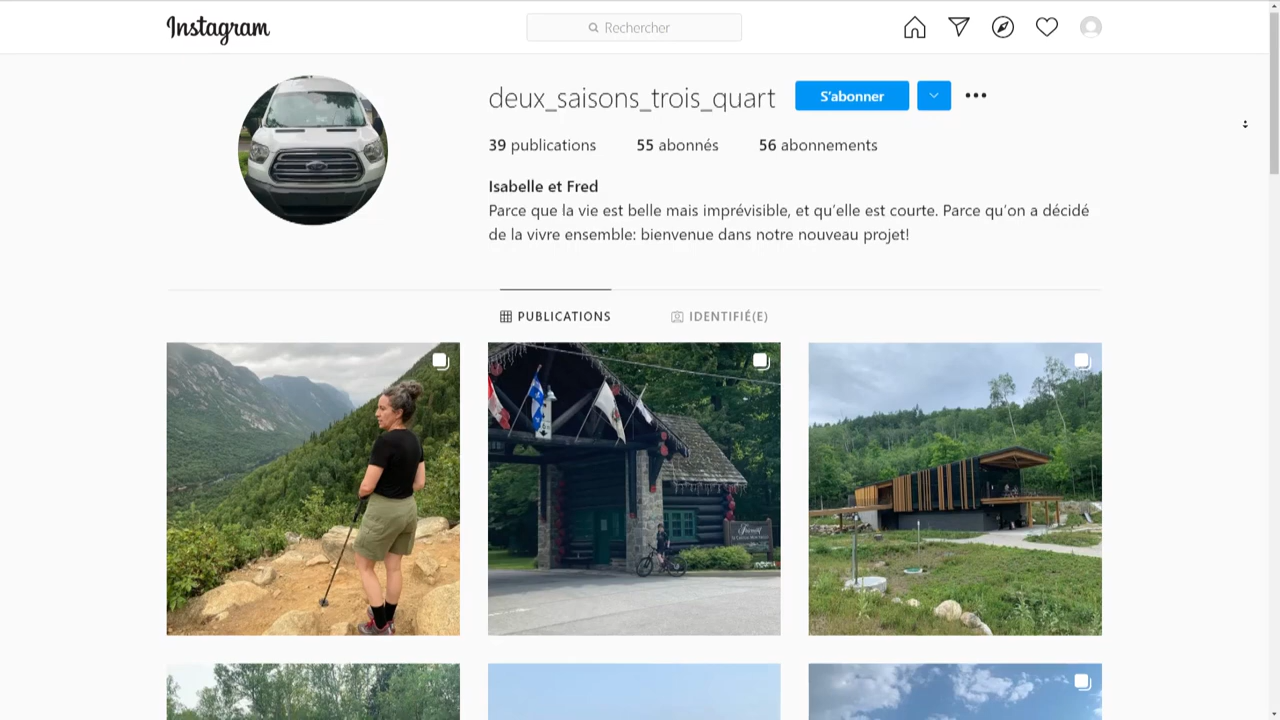 Instagram
Rechercher
deux_saisons_trois_quart
S'abonner
39 publications
55 abonnés
56 abonnements
Isabelle et Fred
Parce que la vie est belle mais imprévisible, et qu'elle est courte. Parce qu'on a décidé
de la vivre ensemble: bienvenue dans notre nouveau projet!
PUBLICATIONS
IDENTIFIÉ(E)